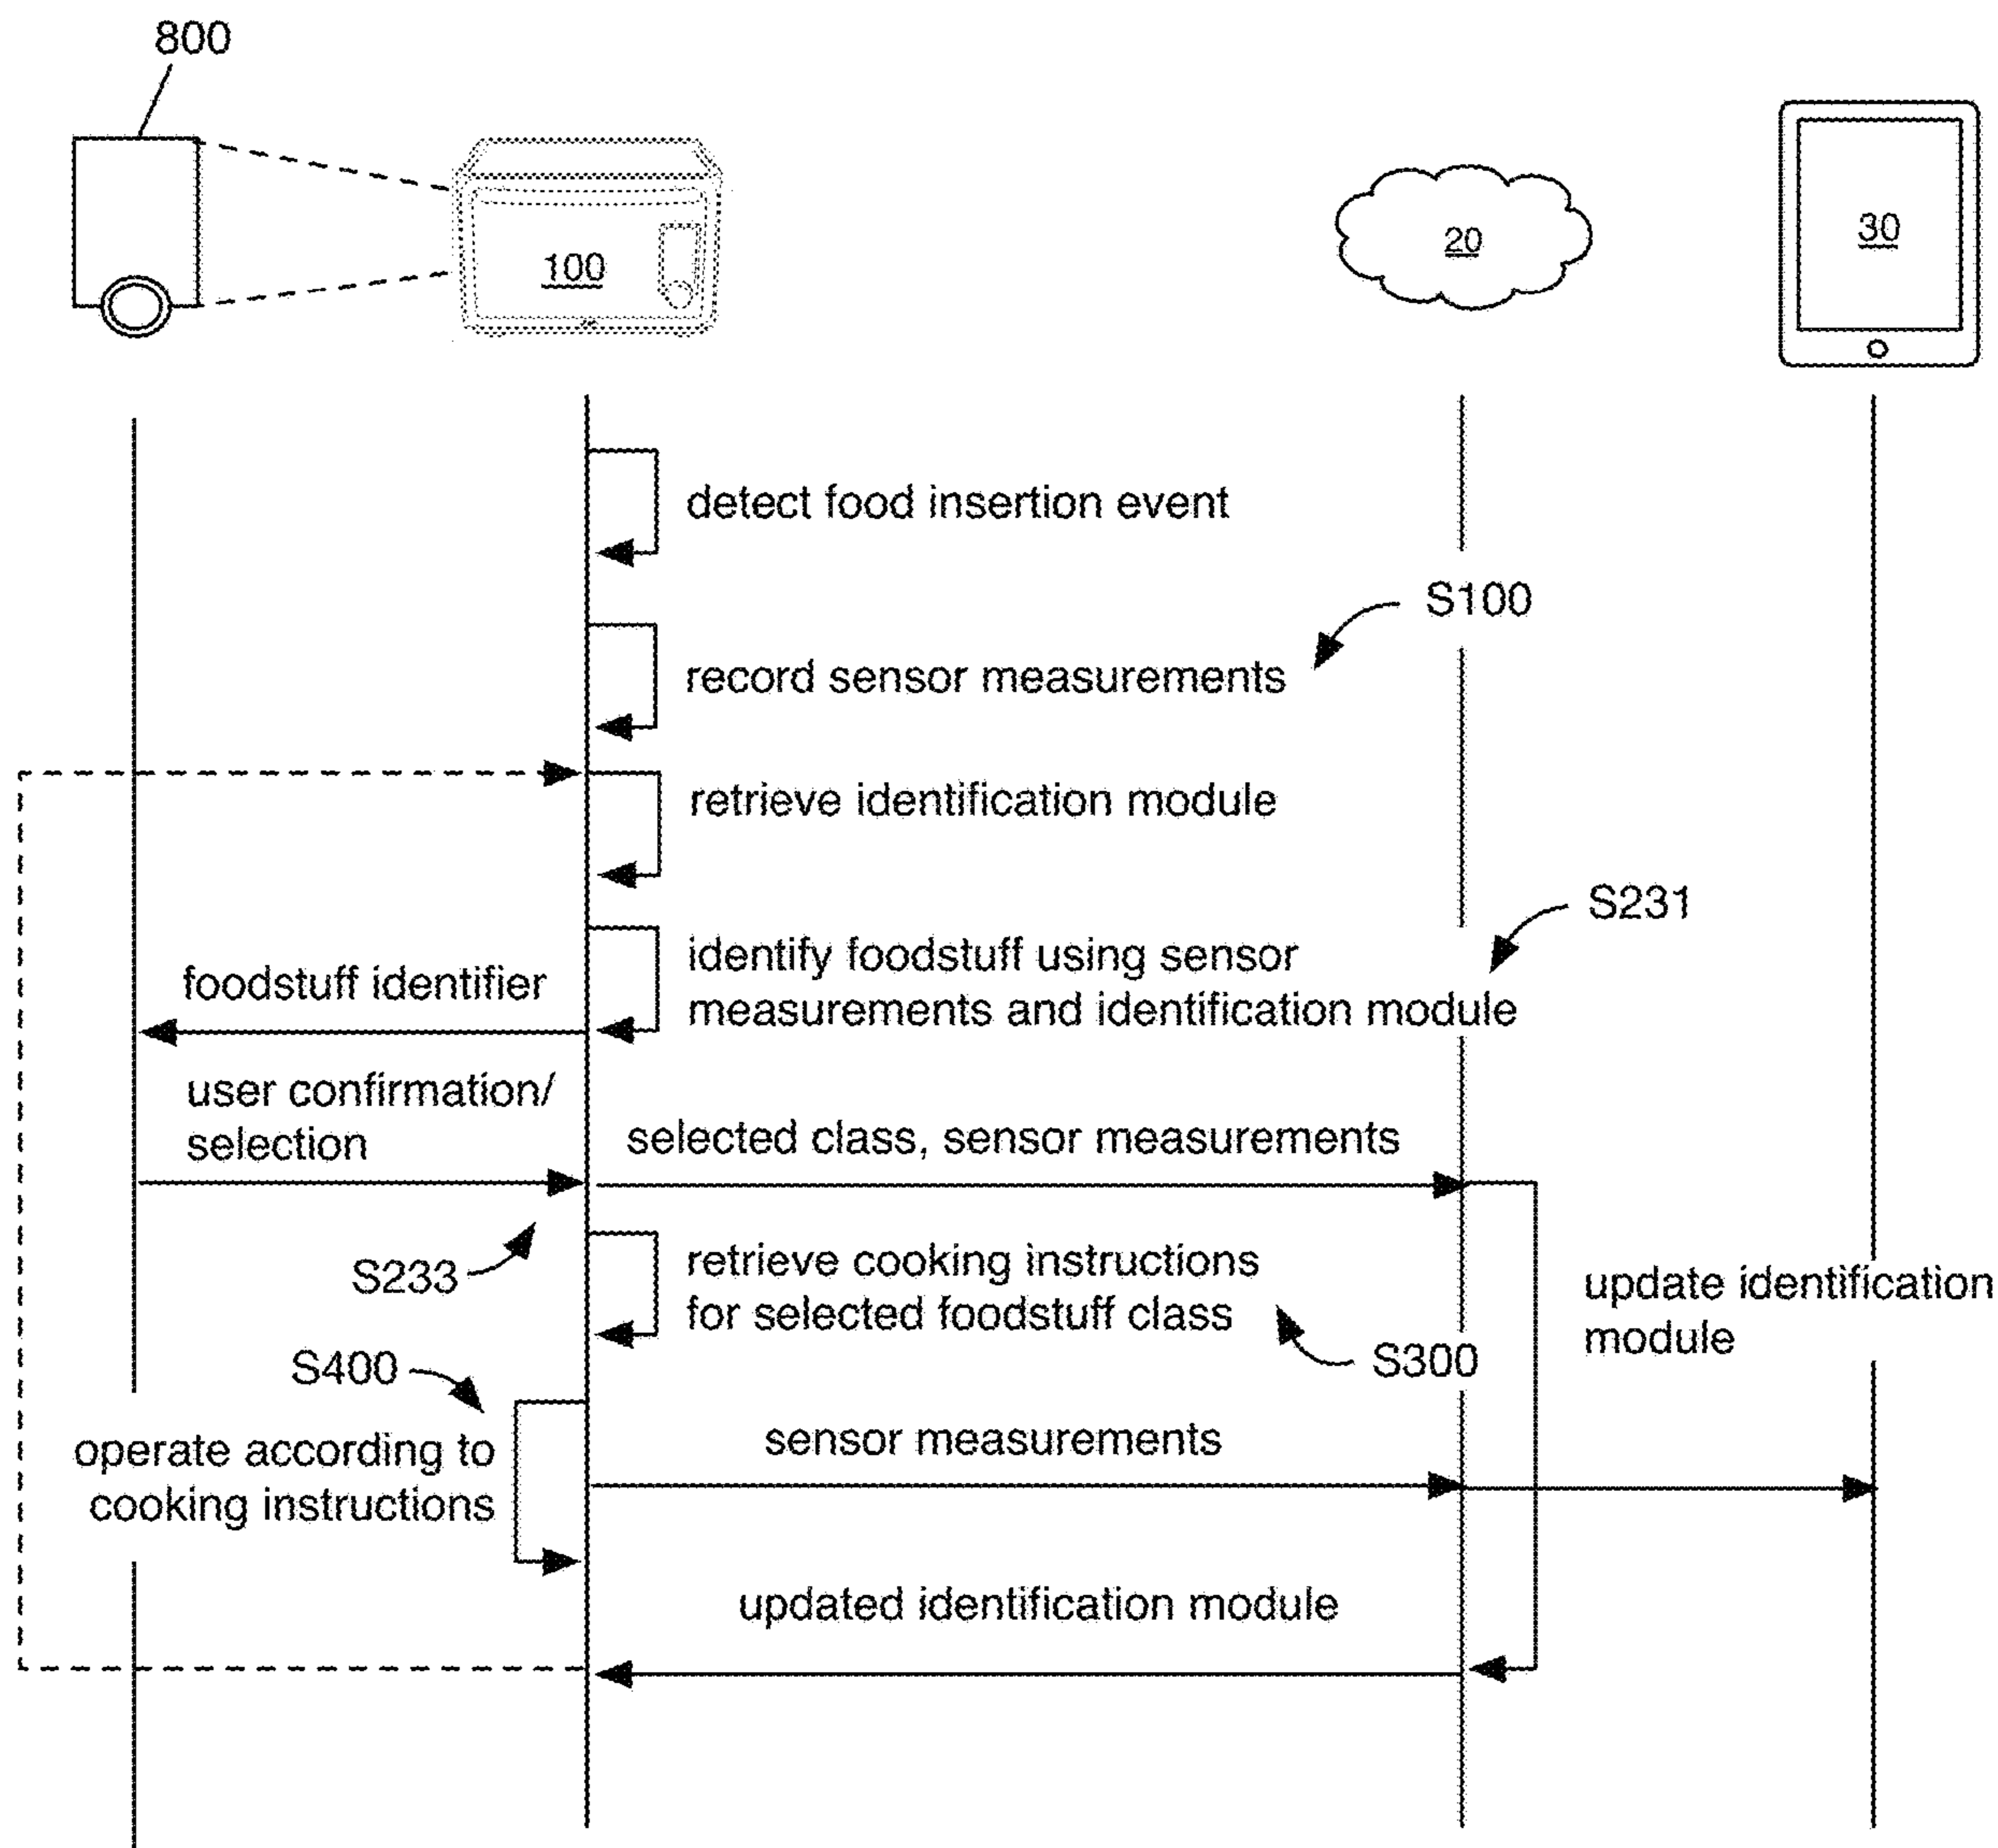 800
100
20
30
detect food insertion event
S100
record sensor measurements
retrieve identification module
S231
identify foodstuff using sensor
measurements and identification module
foodstuff identifier
user confirmation/
selection
selected class, sensor measurements
S233
retrieve cooking instructions
for selected foodstuff class
update identification
module
S300
S400
operate according to
cooking instructions
sensor measurements
updated identification module